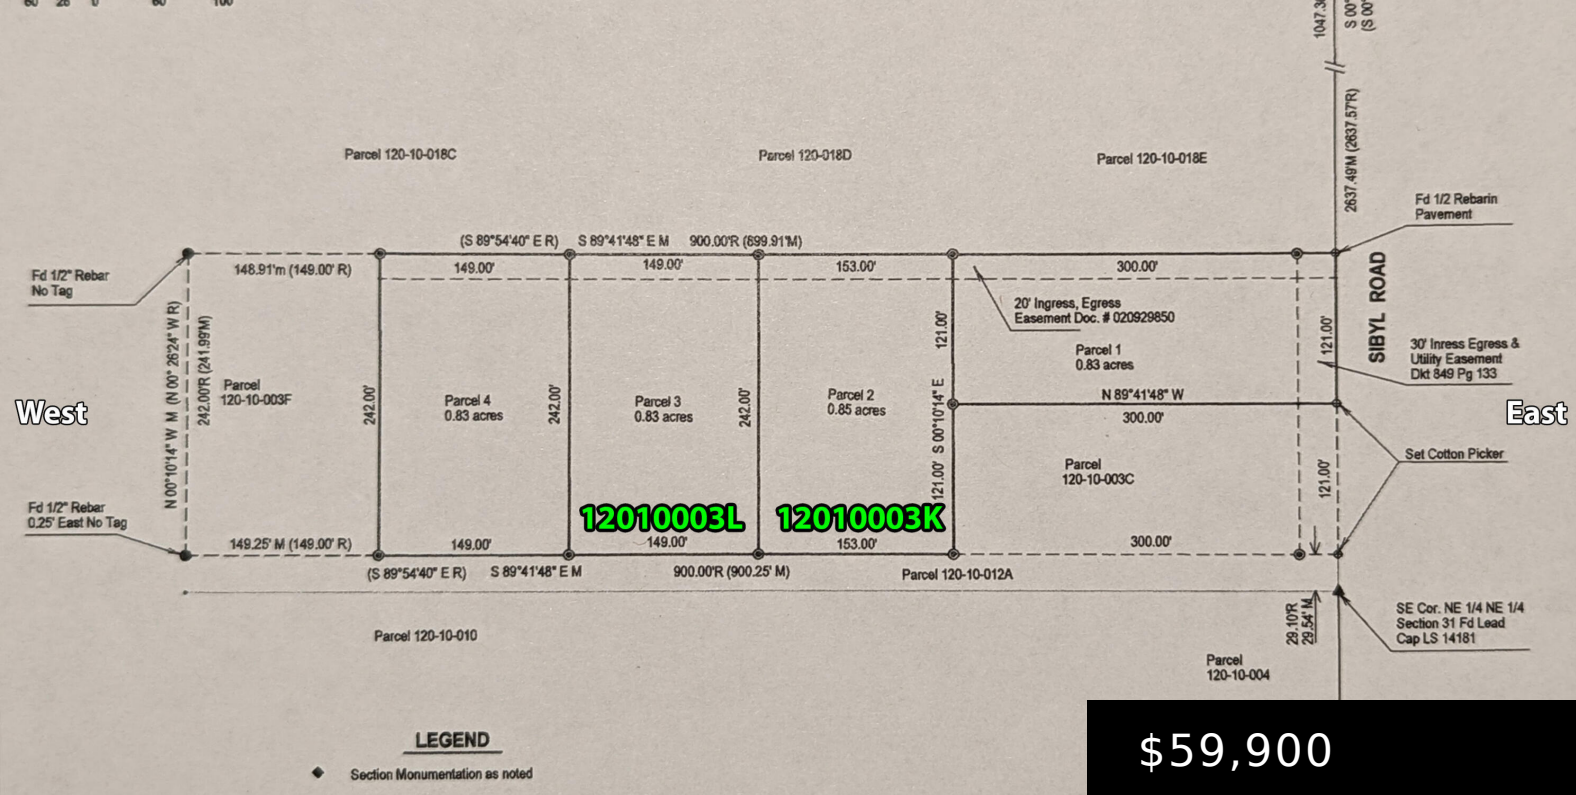 60
0
60
100
1047.3
S 00°
(S 00°
2637.49'M (2637.57'R)
Parcel 120-10-018C
Parcel 120-018D
Parcel 120-10-018E
Fd 1/2 Rebarin
Pavement
(S 89°54'40" E R)
S 89°41'48" E M
900.00'R (899.91'M)
Fd 1/2" Rebar
No Tag
148.91'm (149.00' R)
149.00'
149.00'
153.00'
300.00'
20' Ingress, Egress
Easement Doc. # 020929850
SIBYL ROAD
30' Inress Egress &
Utility Easement
Dkt 849 Pg 133
N 00°10'14" W M (N 00° 26'24" W R)
242.00'R (241.99'M)
Parcel
120-10-003F
242.00'
Parcel 4
0.83 acres
242.00'
Parcel 3
0.83 acres
242.00'
Parcel 2
0.85 acres
121.00'
121.00' S 00°10'14" E
Parcel 1
0.83 acres
121.00'
N 89°41'48" W
300.00'
West
East
Set Cotton Picker
Parcel
120-10-003C
121.00'
Fd 1/2" Rebar
0.25' East No Tag
12010003L
12010003K
149.25' M (149.00' R)
149.00'
149.00'
153.00'
300.00'
(S 89°54'40" E R)
S 89°41'48" E M
900.00'R (900.25' M)
Parcel 120-10-012A
29.10'R
29.54' M
SE Cor. NE 1/4 NE 1/4
Section 31 Fd Lead
Cap LS 14181
Parcel 120-10-010
Parcel
120-10-004
LEGEND
Section Monumentation as noted
$59,900